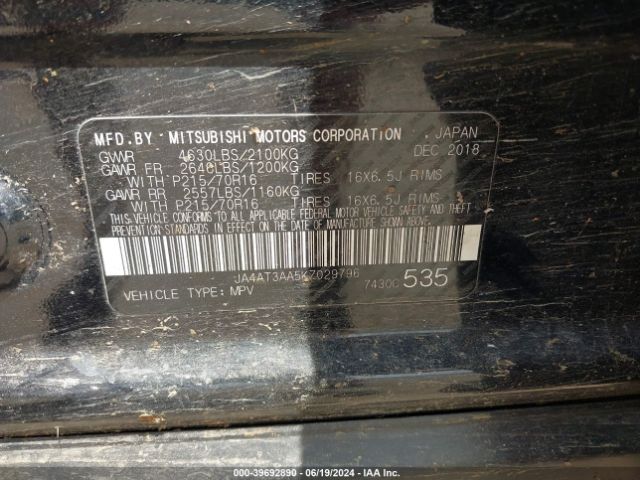 MFD.BY MITSUBISHI MOTORS CORPORATION , JAPAN
GVWR 4630LBS/2100KG DEC 2018
GAWR FR 2646LBS/1200KG
WITH P215/70R16 TIRES 16X6.5J RIMS
GAWR RR 2557LBS/1160KG
WITH P215/70R16 TIRES 16X6.5J RIMS
THIS VEHICLE CONFORMS TO ALL APPLICABLE FEDERAL MOTOR VEHICLE SAFETY AND THEFT
PREVENTION STANDARDS IN EFFECT ON THE DATE OF MANUFACTURE SHOWN ABOVE.
JA4AT3AA5KZ029796
VEHICLE TYPE: MPV 7430C 535
000-39692890 - 06/19/2024 - IAA Inc.